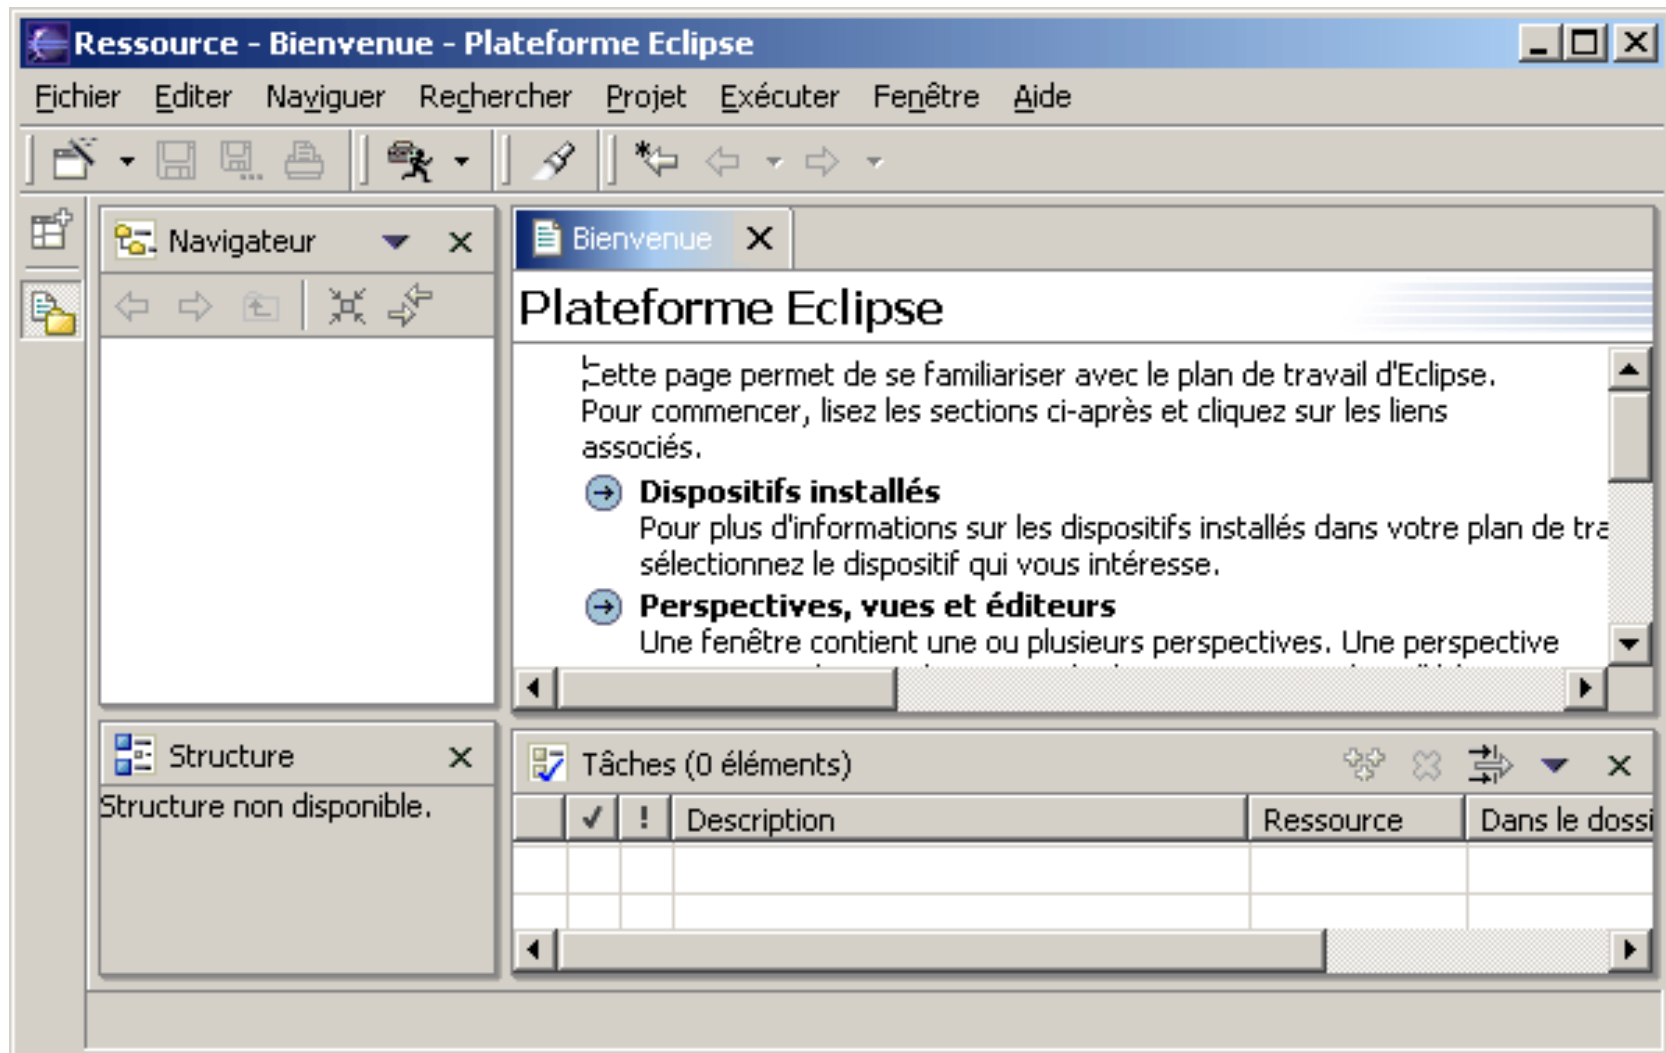 Ressource - Bienvenue - Plateforme Eclipse
Fichier Editer Naviguer Rechercher Projet Exécuter Fenêtre Aide
Navigateur
Bienvenue
Plateforme Eclipse
Cette page permet de se familiariser avec le plan de travail d'Eclipse.
Pour commencer, lisez les sections ci-après et cliquez sur les liens
associés.
Dispositifs installés
Pour plus d'informations sur les dispositifs installés dans votre plan de tra
sélectionnez le dispositif qui vous intéresse.
Perspectives, vues et éditeurs
Une fenêtre contient une ou plusieurs perspectives. Une perspective
Structure
Structure non disponible.
Tâches (0 éléments)
! Description Ressource Dans le dossi